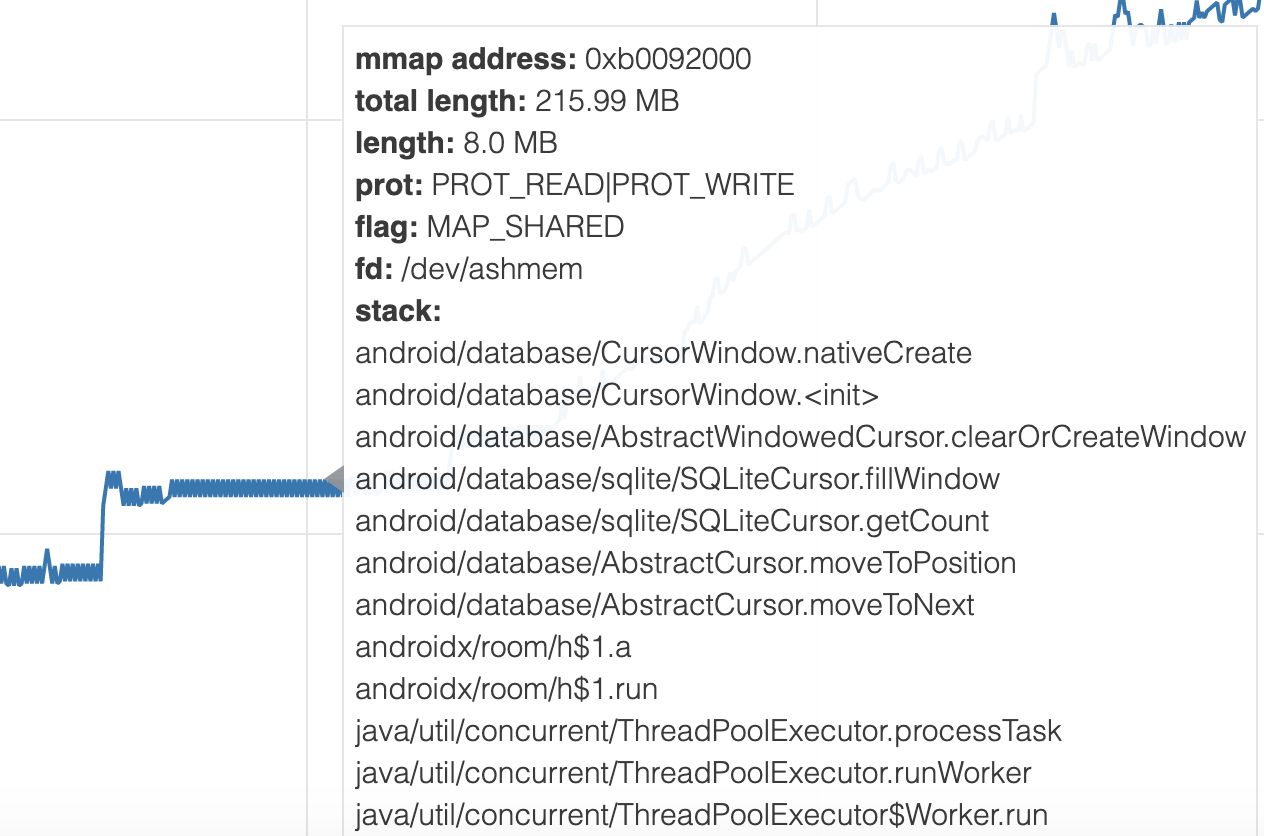 mmap address: 0xb0092000
total length: 215.99 MB
length: 8.0 MB
prot: PROT_READ|PROT_WRITE
flag: MAP_SHARED
fd: /dev/ashmem
stack:
android/database/CursorWindow.nativeCreate
android/database/CursorWindow.<init>
android/database/AbstractWindowedCursor.clearOrCreateWindow
android/database/sqlite/SQLiteCursor.fillWindow
android/database/sqlite/SQLiteCursor.getCount
android/database/AbstractCursor.moveToPosition
android/database/AbstractCursor.moveToNext
androidx/room/h$1.a
androidx/room/h$1.run
java/util/concurrent/ThreadPoolExecutor.processTask
java/util/concurrent/ThreadPoolExecutor.runWorker
java/util/concurrent/ThreadPoolExecutor$Worker.run